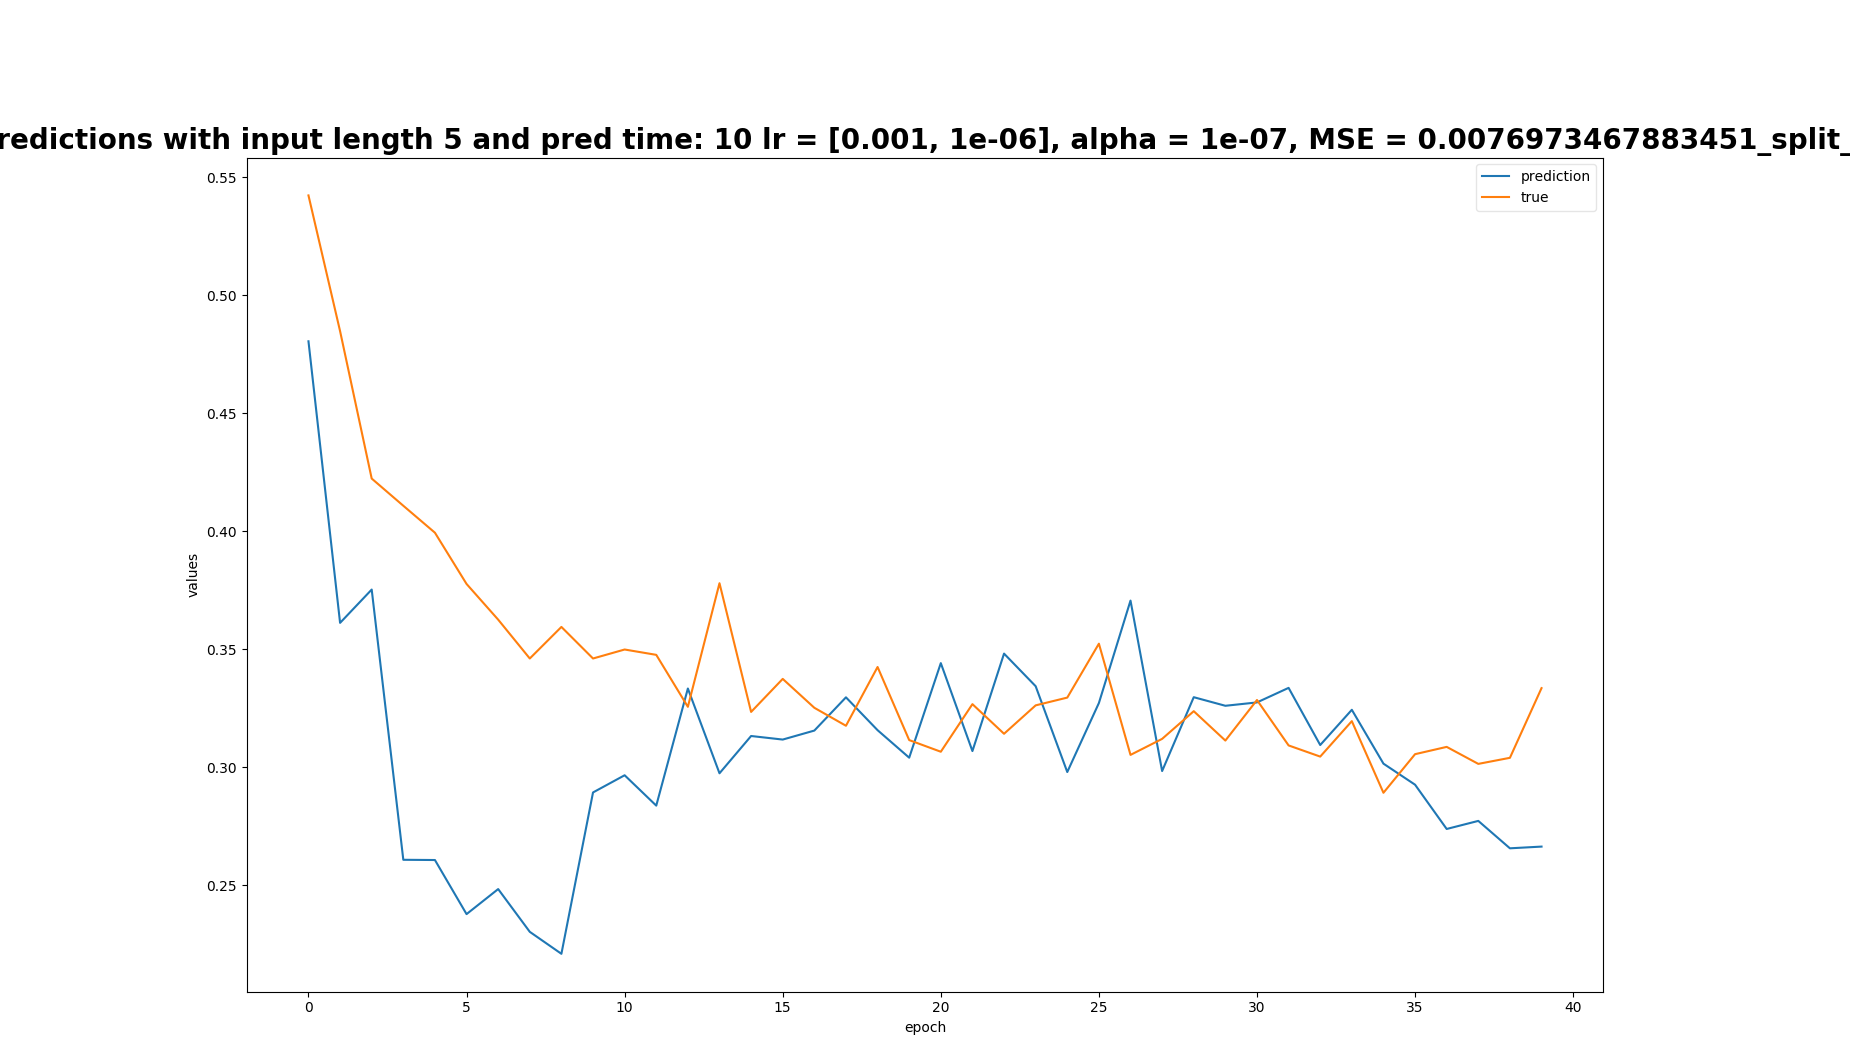 redictions with input length 5 and pred time: 10 lr = [0.001, 1e-06], alpha = 1e-07, MSE = 0.0076973467883451_split_
prediction
true
0.55
0.50
0.45
0.40
0.35
0.30
0.25
values
0 5 10 15 20 25 30 35 40
epoch